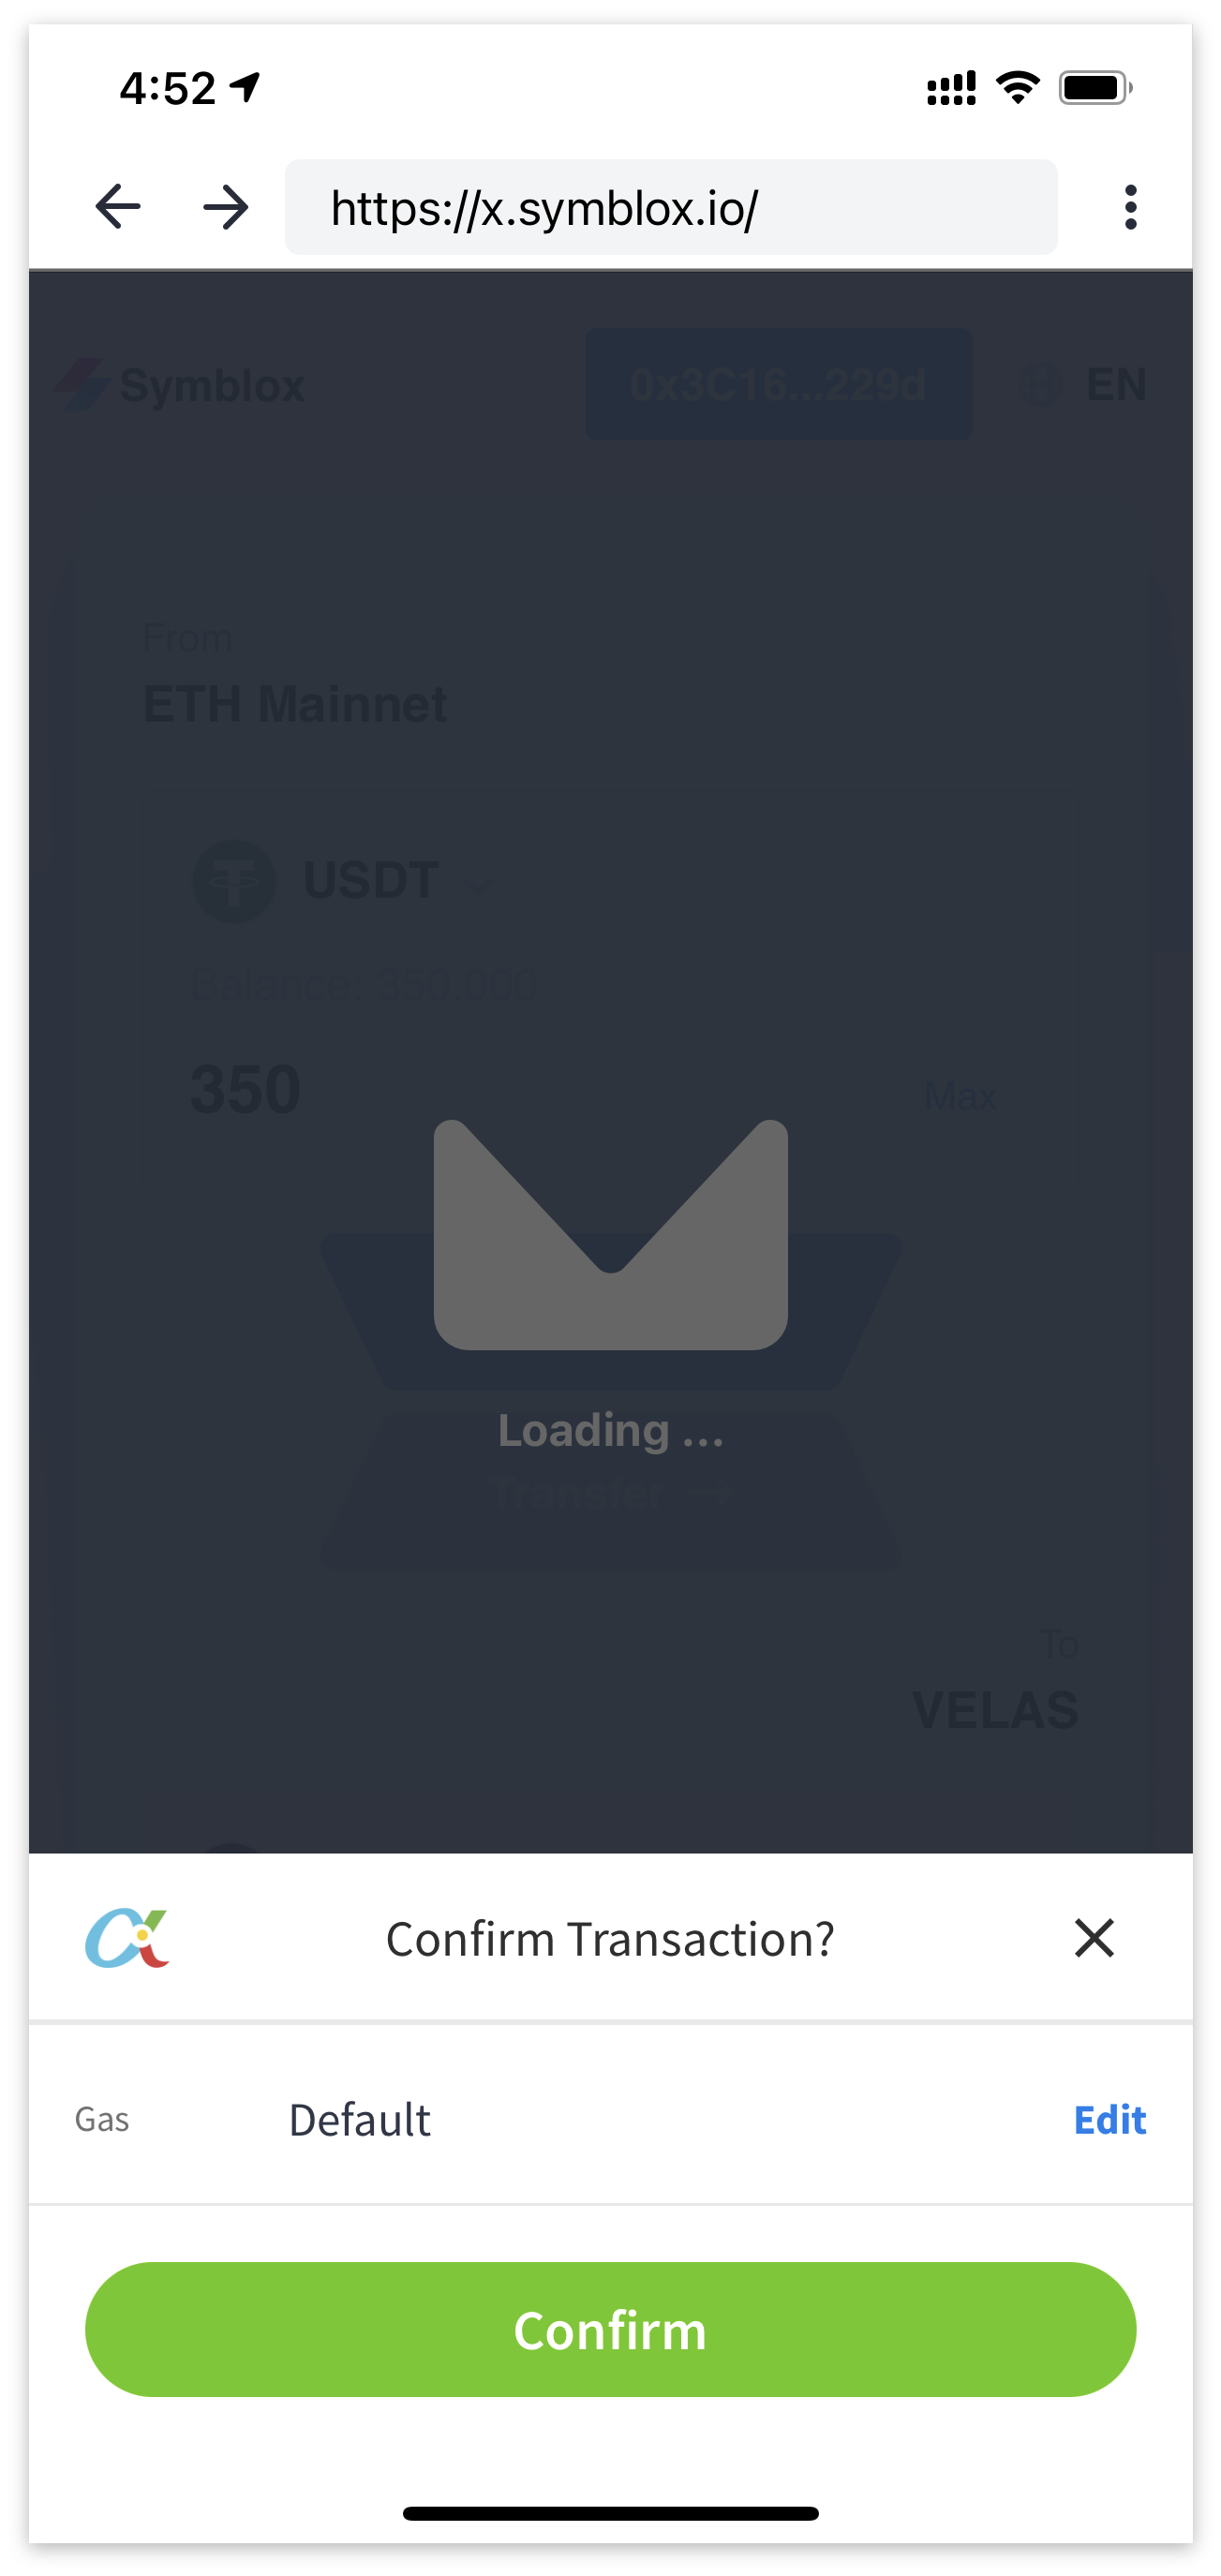 4:52
https://x.symblox.io/
Symblox
0x3C16...229d
EN
From
ETH Mainnet
USDT
Balance: 350.000
350
Max
Loading ...
Transfer →
To
VELAS
Confirm Transaction?
Gas
Default
Edit
Confirm